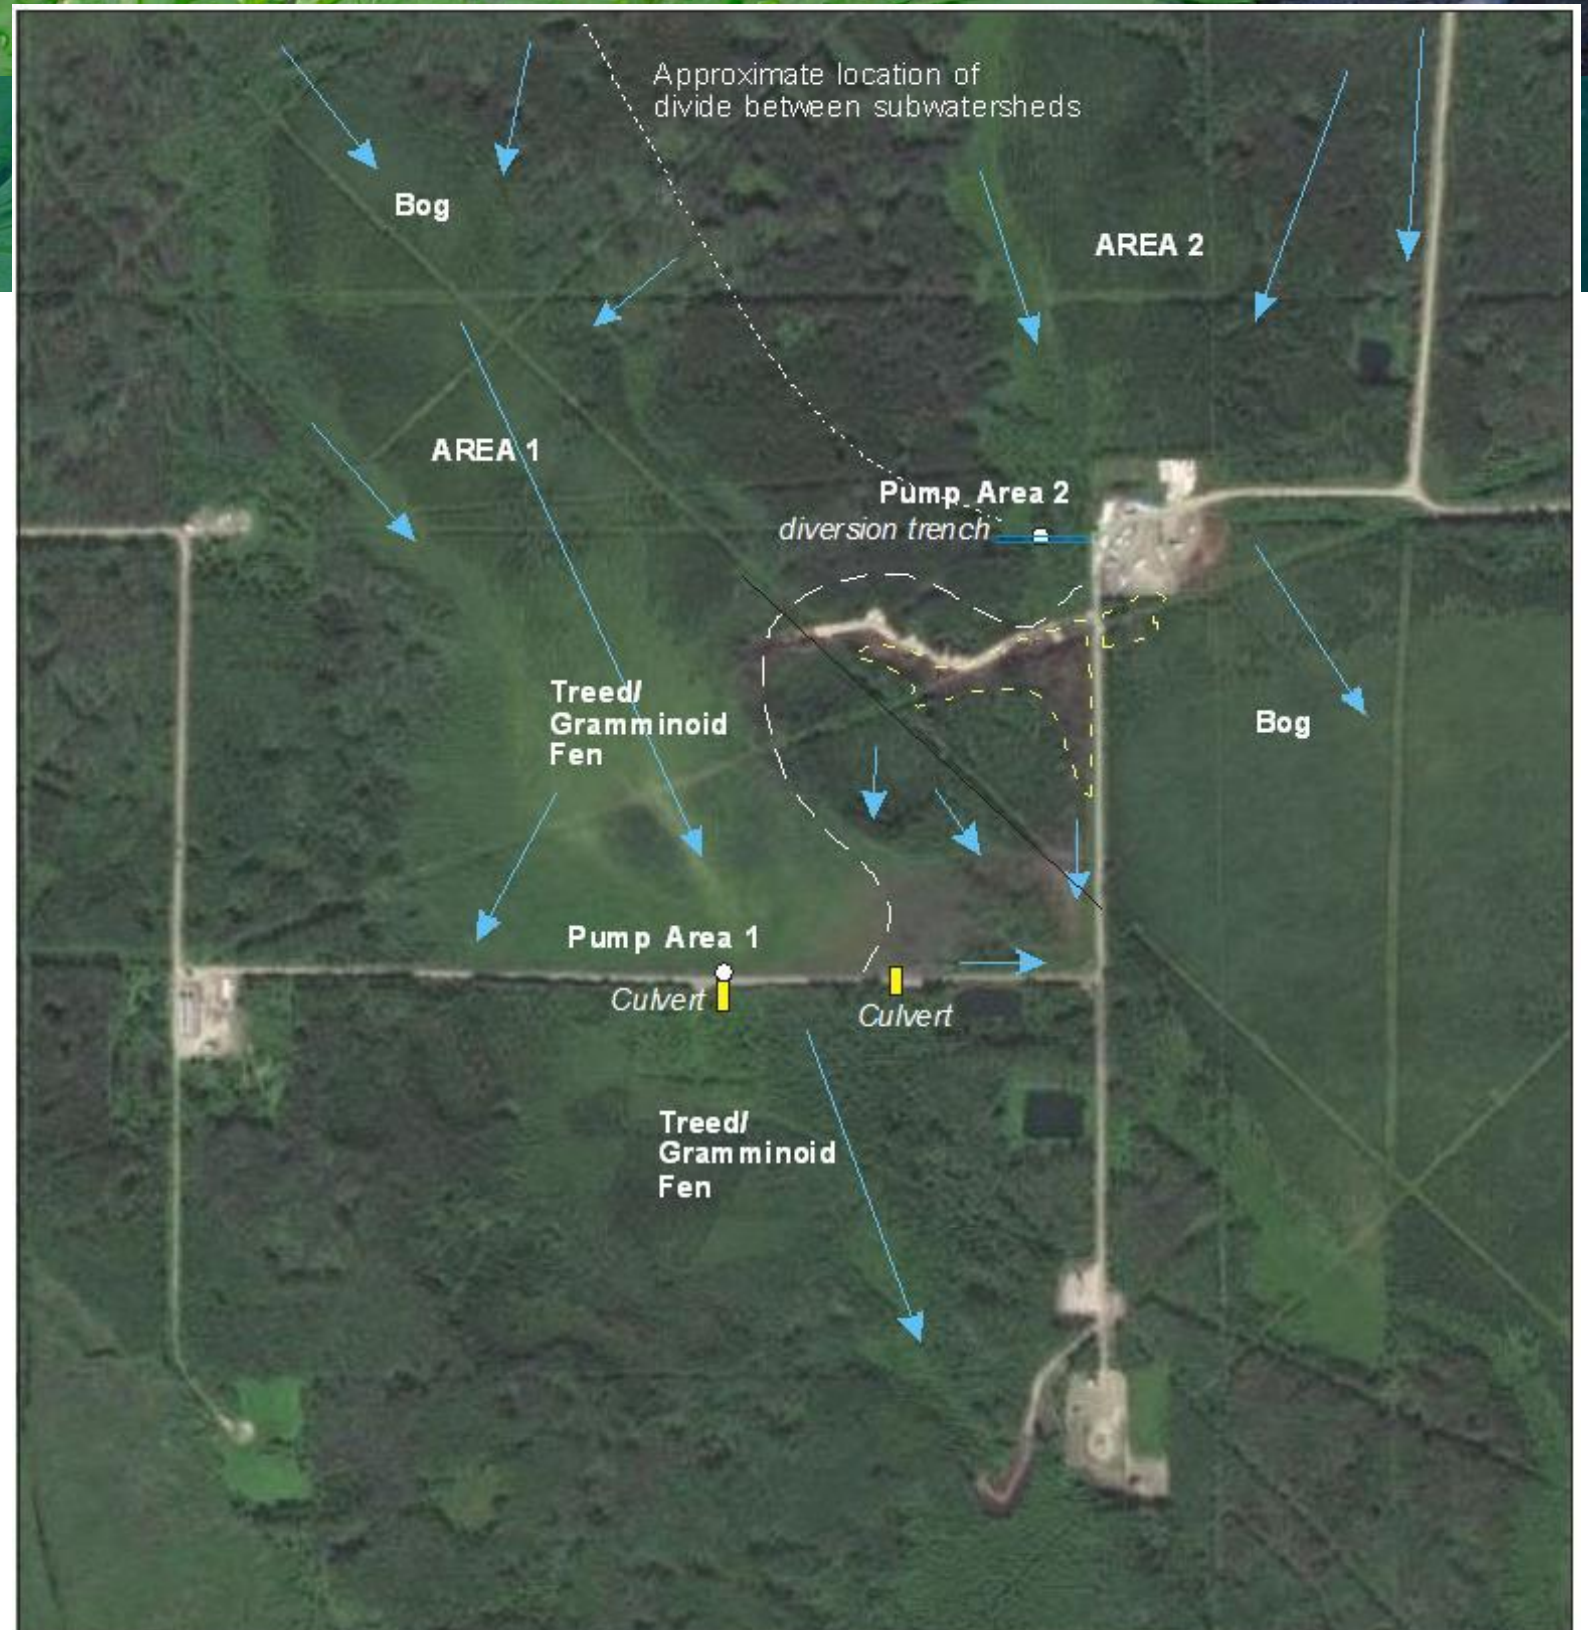 Approximate location of
divide between subwatersheds
Bog
AREA 2
AREA 1
Pump Area 2
diversion trench
Treed/
Gramminoid
Fen
Bog
Pump Area 1
Culvert
Culvert
Treed/
Gramminoid
Fen